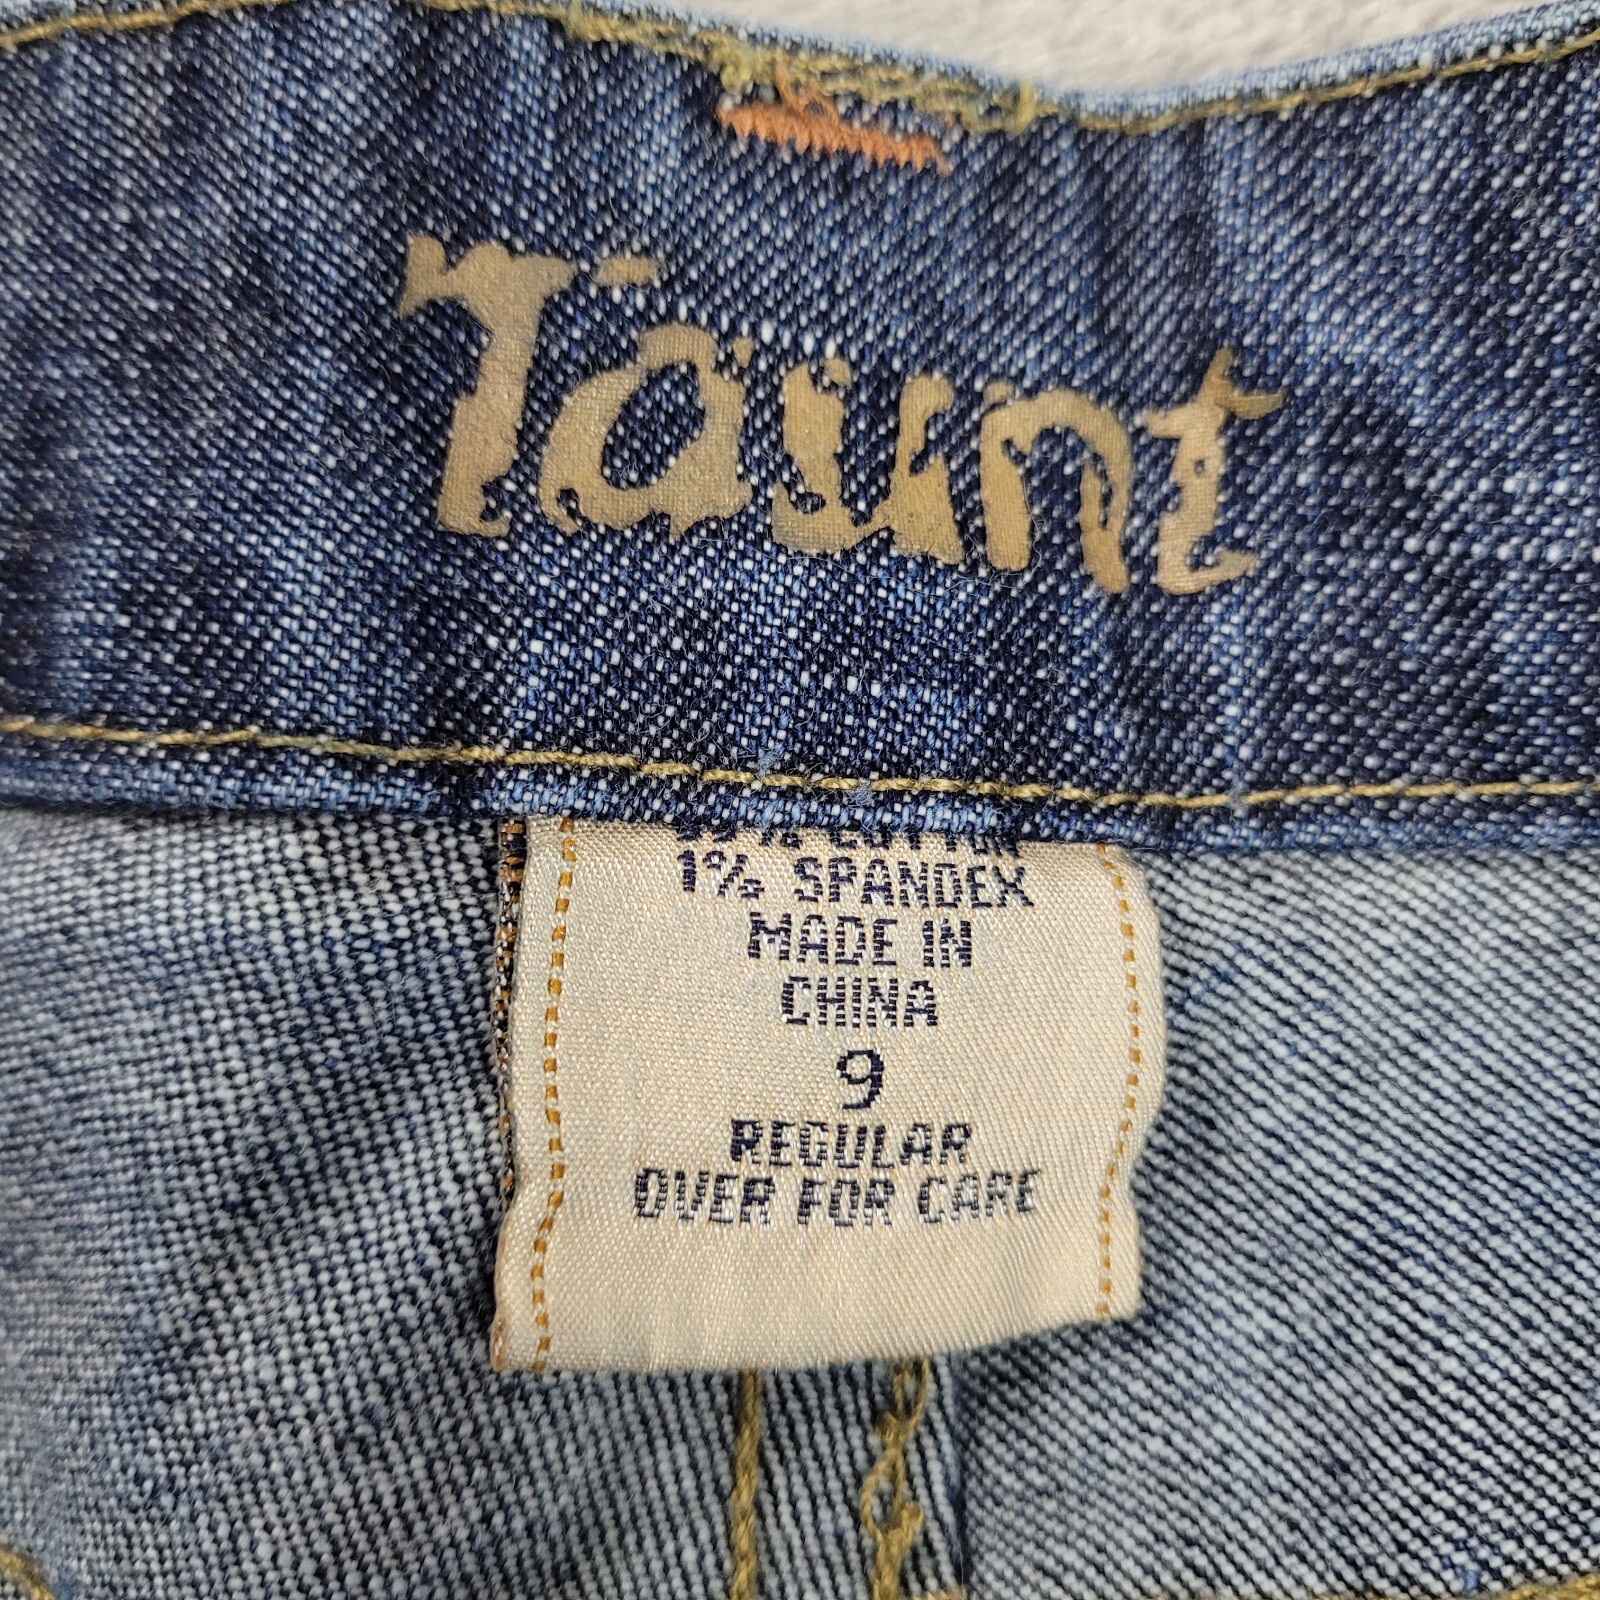 Taunt
1% SPANDEX
MADE IN
CHINA
9
REGULAR
OVER FOR CARE